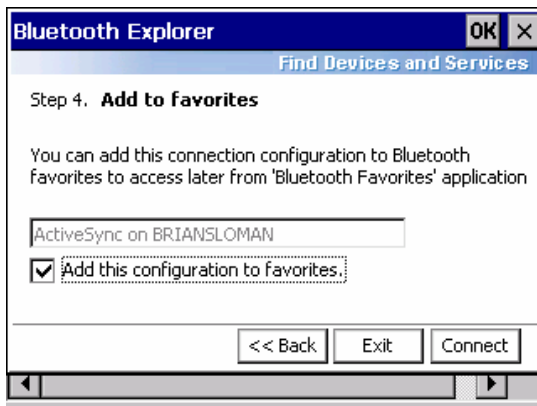 Bluetooth Explorer OK
Find Devices and Services
Step 4. Add to favorites
You can add this connection configuration to Bluetooth
favorites to access later from 'Bluetooth Favorites' application
ActiveSync on BRIANSLOMAN
Add this configuration to favorites.
<< Back Exit Connect